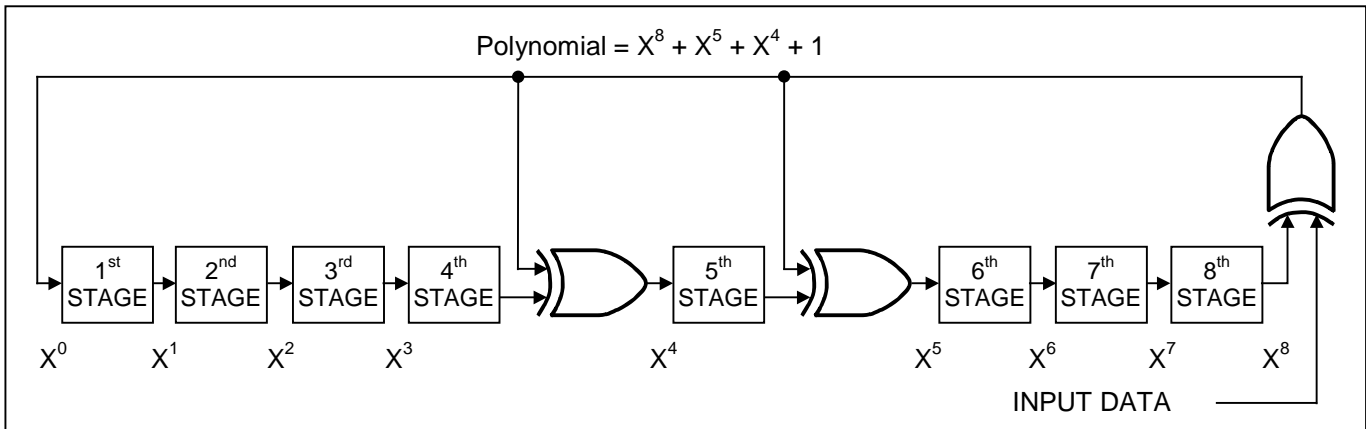 Polynomial = X⁸ + X⁵ + X⁴ + 1
1st STAGE
2nd STAGE
3rd STAGE
4th STAGE
5th STAGE
6th STAGE
7th STAGE
8th STAGE
X⁰ X¹ X² X³ X⁴ X⁵ X⁶ X⁷ X⁸
INPUT DATA